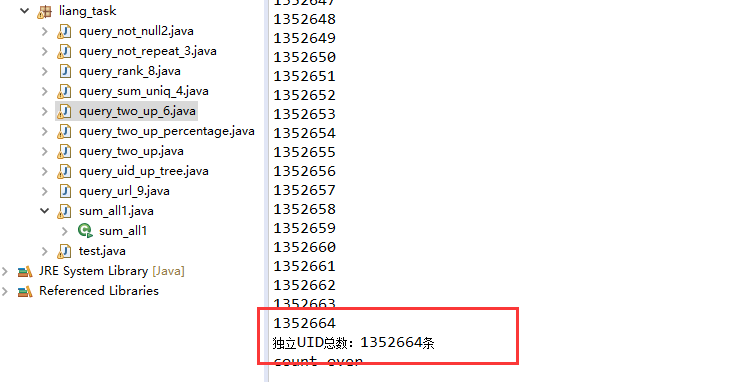 liang_task
query_not_null2.java
query_not_repeat_3.java
query_rank_8.java
query_sum_uniq_4.java
query_two_up_6.java
query_two_up_percentage.java
query_two_up.java
query_uid_up_tree.java
query_url_9.java
sum_all1.java
sum_all1
test.java
JRE System Library [Java]
Referenced Libraries
1352647
1352648
1352649
1352650
1352651
1352652
1352653
1352654
1352655
1352656
1352657
1352658
1352659
1352660
1352661
1352662
1352663
1352664
独立UID总数：1352664条
count over